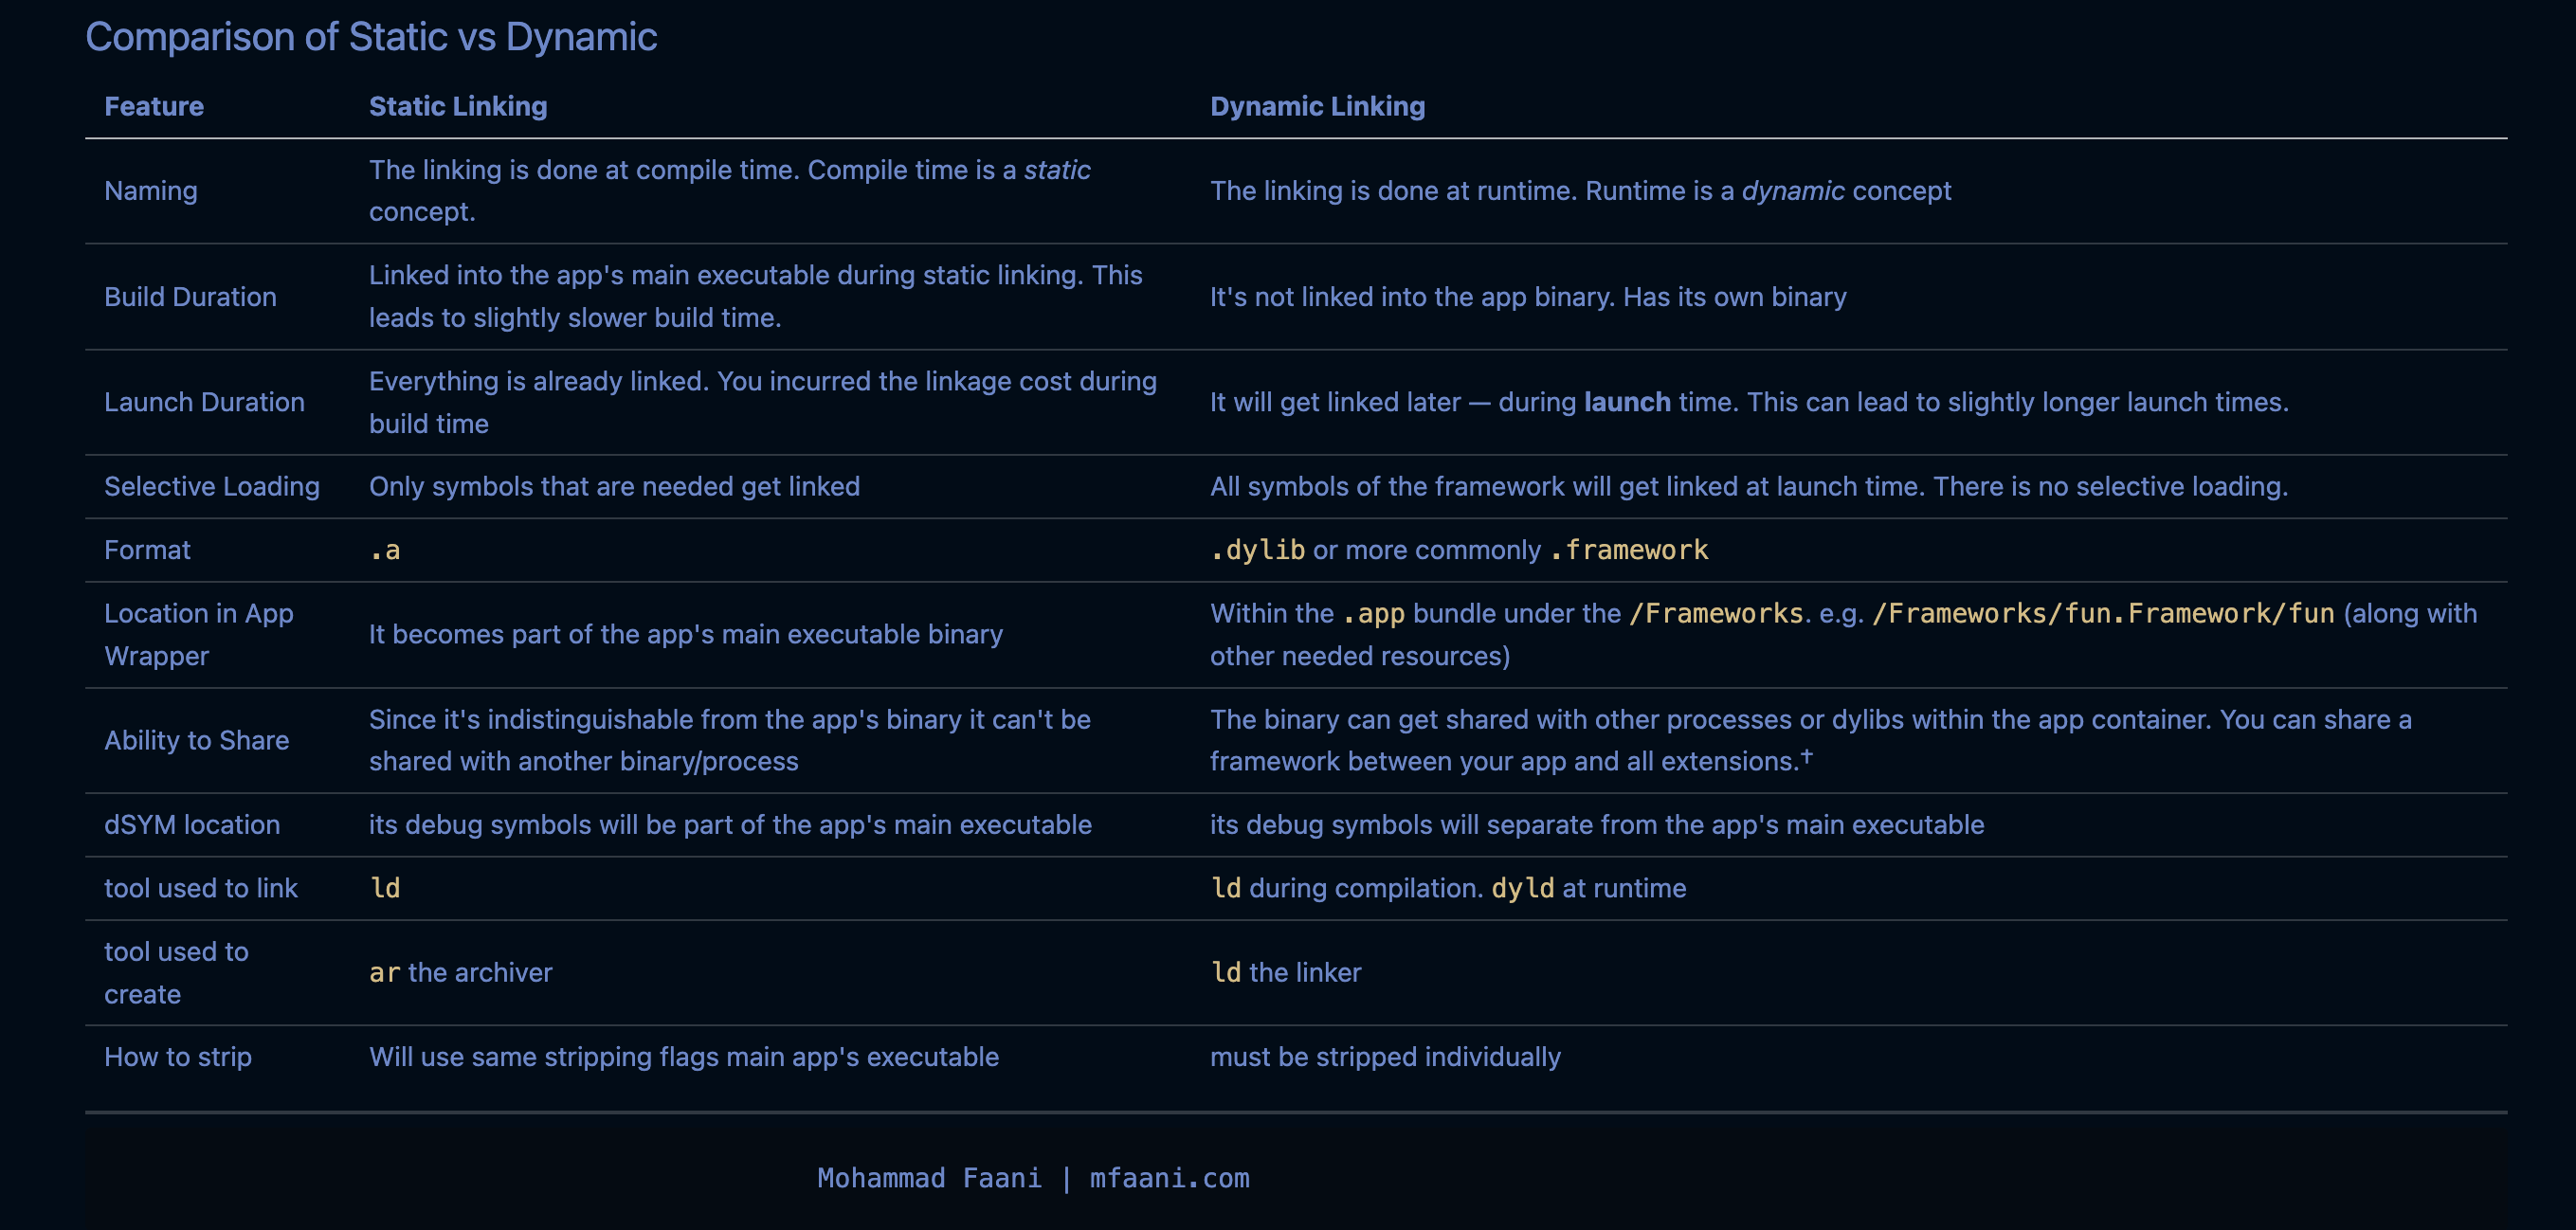 Comparison of Static vs Dynamic
Feature Static Linking Dynamic Linking
Naming
The linking is done at compile time. Compile time is a static
concept.
The linking is done at runtime. Runtime is a dynamic concept
Build Duration
Linked into the app's main executable during static linking. This
leads to slightly slower build time.
It's not linked into the app binary. Has its own binary
Launch Duration
Everything is already linked. You incurred the linkage cost during
build time
It will get linked later — during launch time. This can lead to slightly longer launch times.
Selective Loading
Only symbols that are needed get linked
All symbols of the framework will get linked at launch time. There is no selective loading.
Format
.a
.dylib or more commonly .framework
Location in App
Wrapper
It becomes part of the app's main executable binary
Within the .app bundle under the /Frameworks. e.g. /Frameworks/fun.Framework/fun (along with
other needed resources)
Ability to Share
Since it's indistinguishable from the app's binary it can't be
shared with another binary/process
The binary can get shared with other processes or dylibs within the app container. You can share a
framework between your app and all extensions.†
dSYM location
its debug symbols will be part of the app's main executable
its debug symbols will separate from the app's main executable
tool used to link
ld
ld during compilation. dyld at runtime
tool used to
create
ar the archiver
ld the linker
How to strip
Will use same stripping flags main app's executable
must be stripped individually
Mohammad Faani | mfaani.com